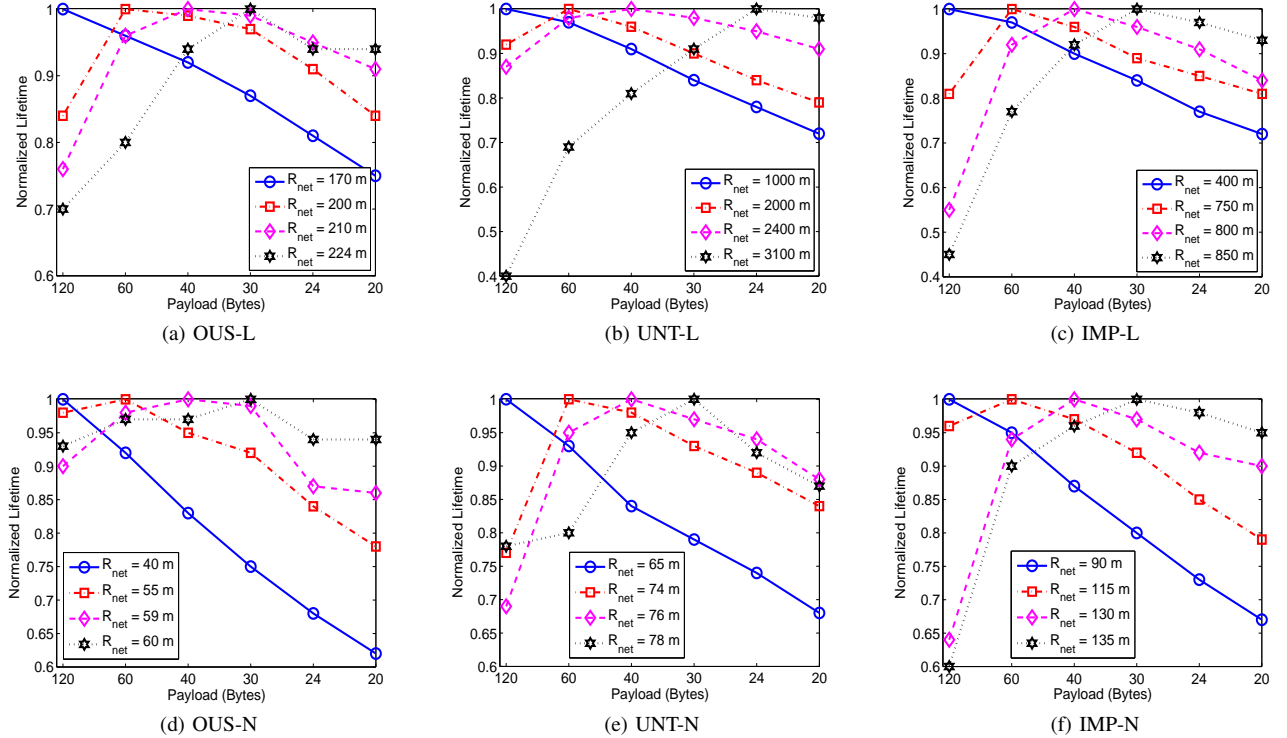 1
0.9
0.8
0.7
0.6
Normalized Lifetime
120 60 40 30 24 20
Payload (Bytes)
R_net = 170 m
R_net = 200 m
R_net = 210 m
R_net = 224 m
(a) OUS-L
1
0.9
0.8
0.7
0.6
0.5
0.4
Normalized Lifetime
120 60 40 30 24 20
Payload (Bytes)
R_net = 1000 m
R_net = 2000 m
R_net = 2400 m
R_net = 3100 m
(b) UNT-L
1
0.9
0.8
0.7
0.6
0.5
0.4
Normalized Lifetime
120 60 40 30 24 20
Payload (Bytes)
R_net = 400 m
R_net = 750 m
R_net = 800 m
R_net = 850 m
(c) IMP-L
1
0.95
0.9
0.85
0.8
0.75
0.7
0.65
0.6
Normalized Lifetime
120 60 40 30 24 20
Payload (Bytes)
R_net = 40 m
R_net = 55 m
R_net = 59 m
R_net = 60 m
(d) OUS-N
1
0.95
0.9
0.85
0.8
0.75
0.7
0.65
0.6
Normalized Lifetime
120 60 40 30 24 20
Payload (Bytes)
R_net = 65 m
R_net = 74 m
R_net = 76 m
R_net = 78 m
(e) UNT-N
1
0.95
0.9
0.85
0.8
0.75
0.7
0.65
0.6
Normalized Lifetime
120 60 40 30 24 20
Payload (Bytes)
R_net = 90 m
R_net = 115 m
R_net = 130 m
R_net = 135 m
(f) IMP-N